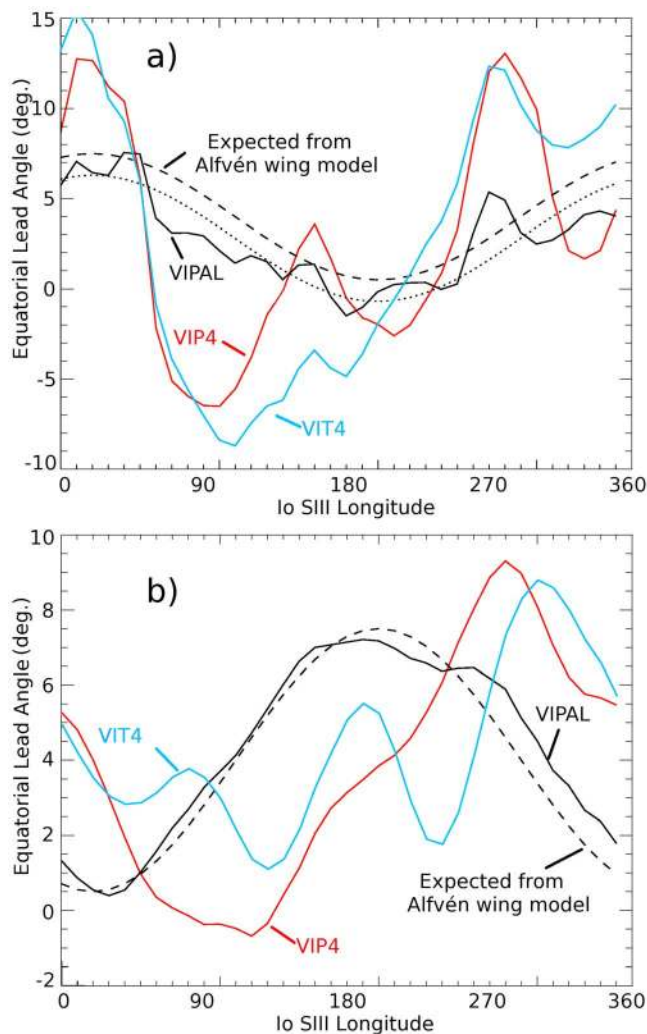 15
10
5
0
-5
-10
Equatorial Lead Angle (deg.)
a)
Expected from
Alfvén wing model
VIPAL
VIP4
VIT4
0
90
180
270
360
Io SIII Longitude
10
8
6
4
2
0
-2
Equatorial Lead Angle (deg.)
b)
VIT4
VIPAL
Expected from
Alfvén wing model
VIP4
0
90
180
270
360
Io SIII Longitude